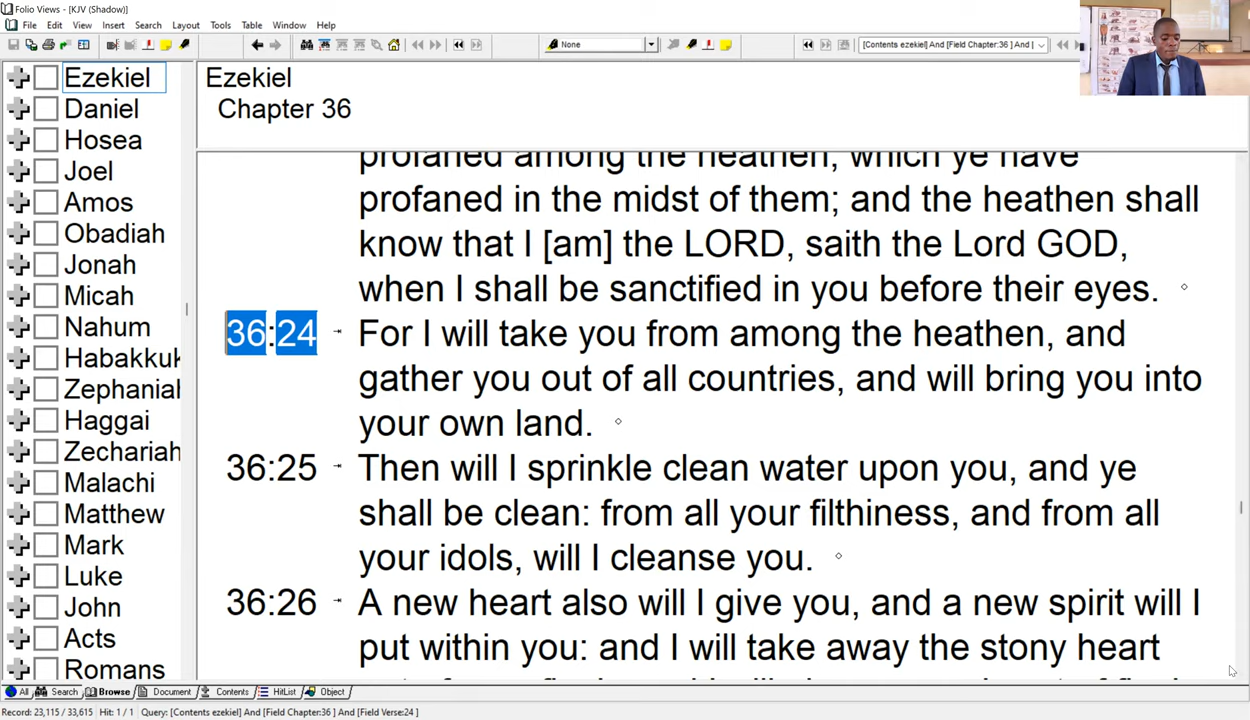 Folio Views - [KJV (Shadow)]
File Edit View Insert Search Layout Tools Table Window Help
None
[Contents ezekiel] And [Field Chapter:36 ] And [
Ezekiel
Daniel
Hosea
Joel
Amos
Obadiah
Jonah
Micah
Nahum
Habakkuk
Zephaniah
Haggai
Zechariah
Malachi
Matthew
Mark
Luke
John
Acts
Romans
Ezekiel
Chapter 36
profaned among the heathen, which ye have
profaned in the midst of them; and the heathen shall
know that I [am] the LORD, saith the Lord GOD,
when I shall be sanctified in you before their eyes.
36:24 For I will take you from among the heathen, and
gather you out of all countries, and will bring you into
your own land.
36:25 Then will I sprinkle clean water upon you, and ye
shall be clean: from all your filthiness, and from all
your idols, will I cleanse you.
36:26 A new heart also will I give you, and a new spirit will I
put within you: and I will take away the stony heart
All Search Browse Document Contents HitList Object
Record: 23,115 / 33,615 Hit: 1 / 1 Query: [Contents ezekiel] And [Field Chapter:36 ] And [Field Verse:24 ]